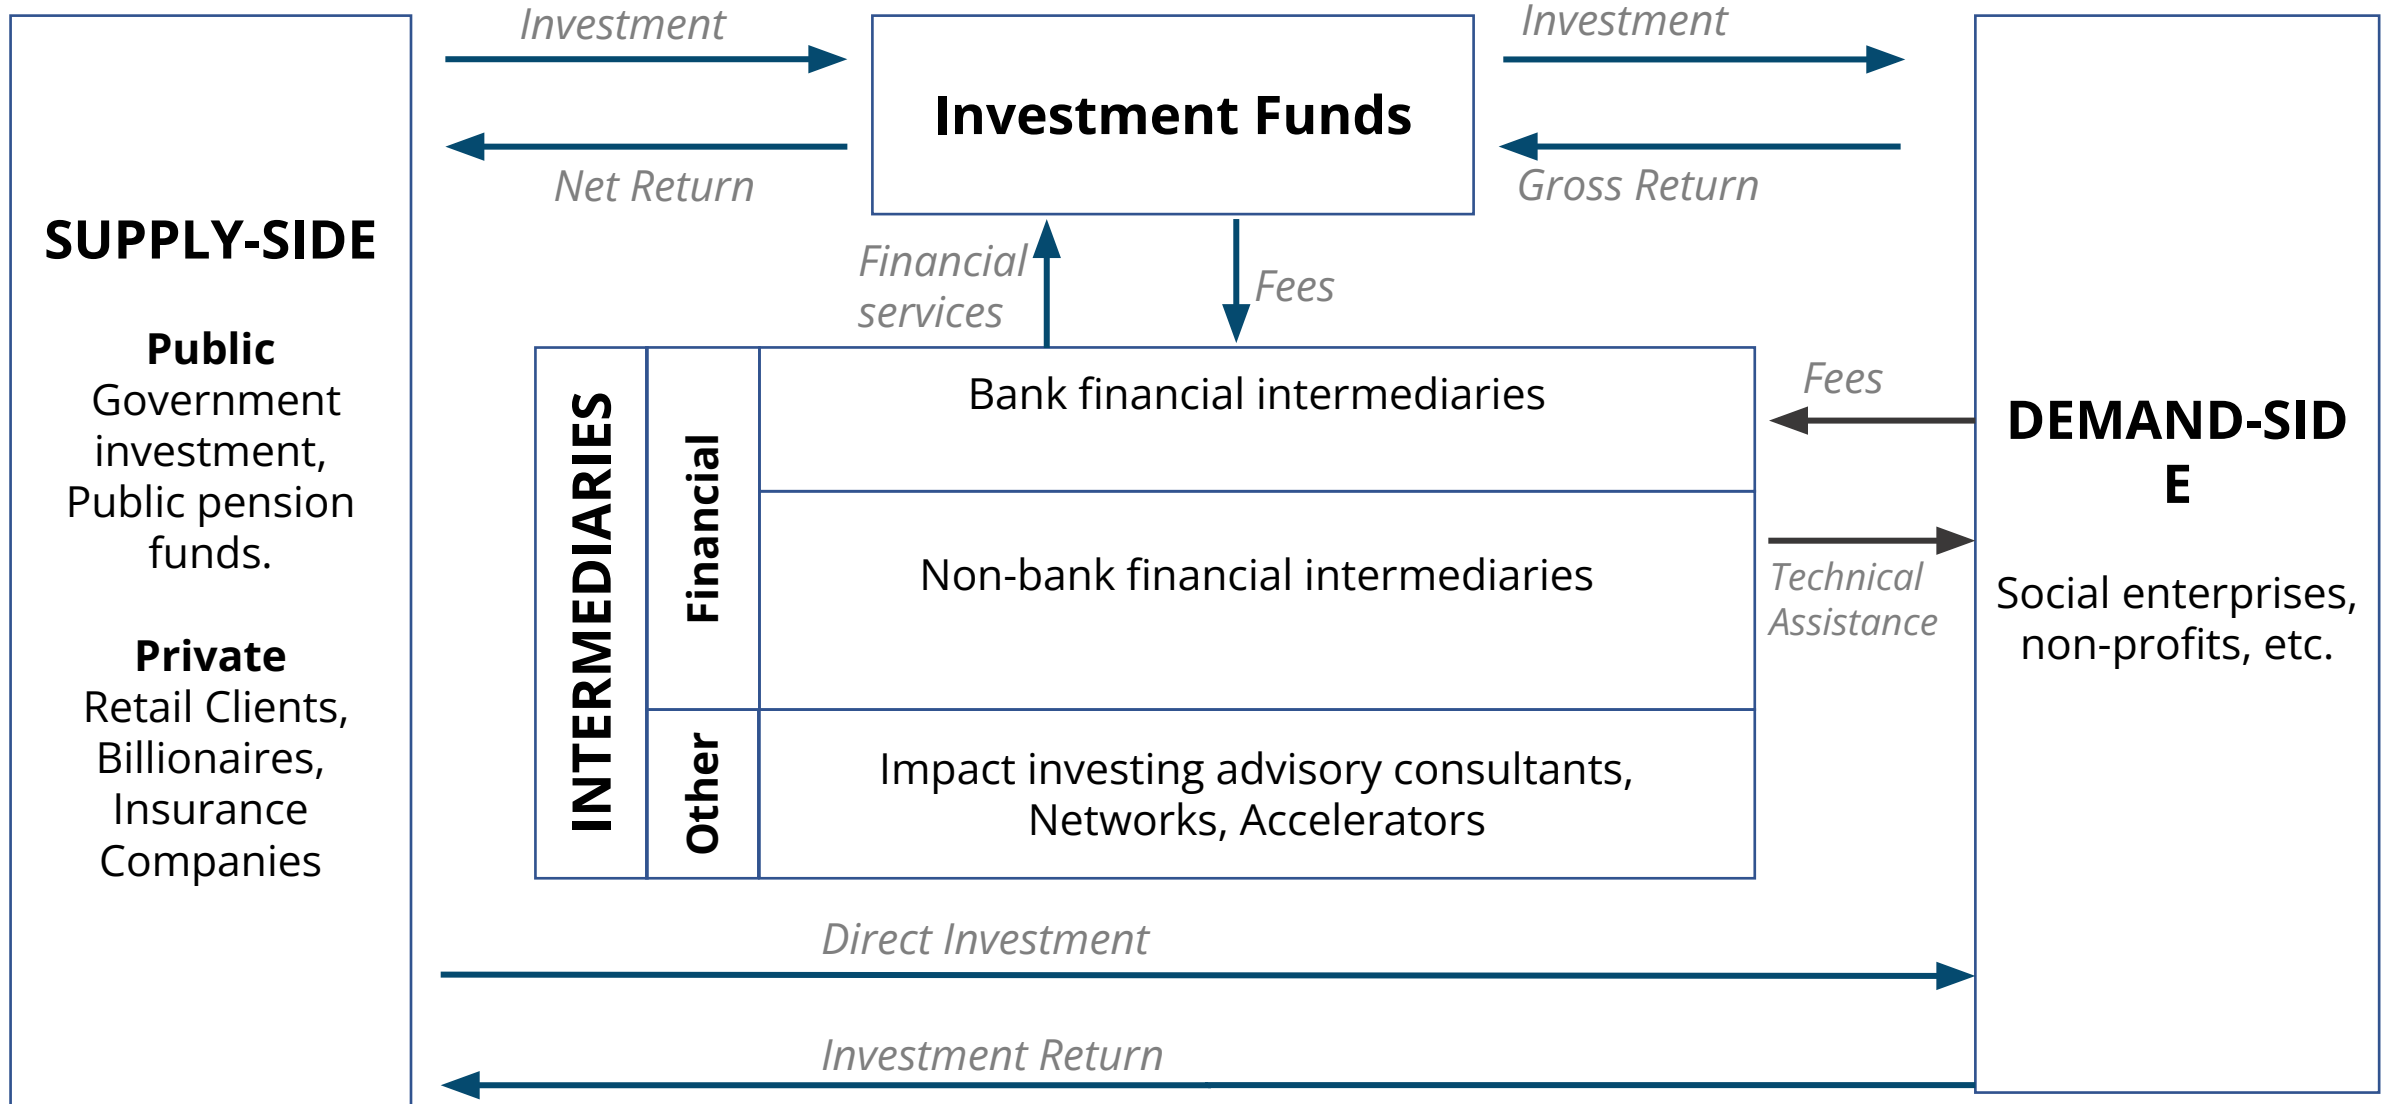 Investment
Investment
Investment Funds
Net Return
Gross Return
SUPPLY-SIDE
Public
Government
investment,
Public pension
funds.
Private
Retail Clients,
Billionaires,
Insurance
Companies
Financial
services
Fees
INTERMEDIARIES
Financial
Bank financial intermediaries
Non-bank financial intermediaries
Other
Impact investing advisory consultants,
Networks, Accelerators
Fees
Technical
Assistance
DEMAND-SID
E
Social enterprises,
non-profits, etc.
Direct Investment
Investment Return